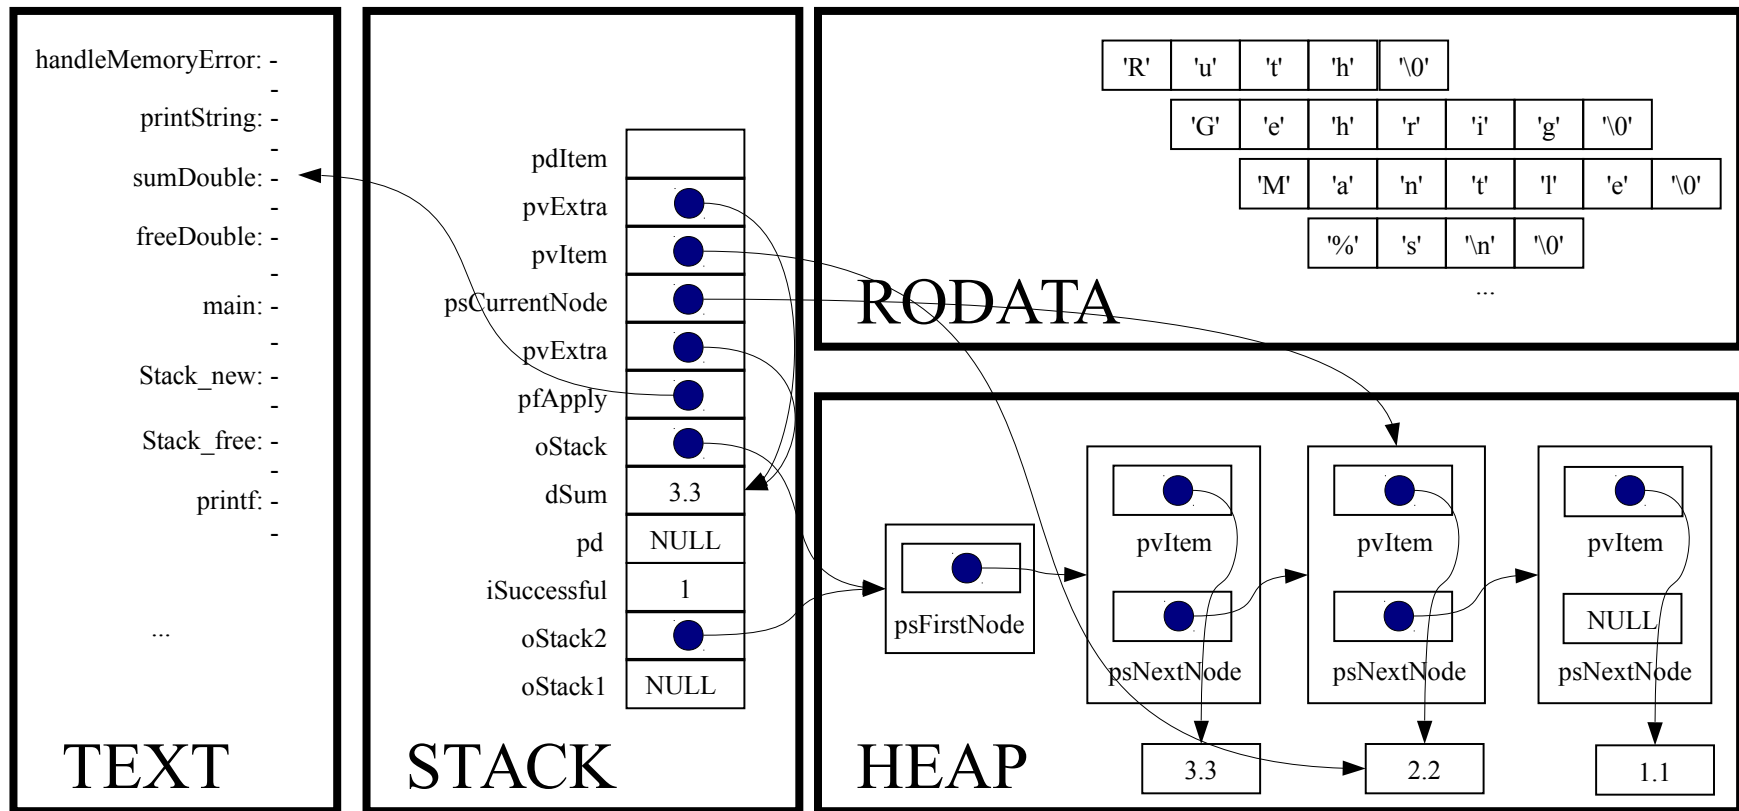 handleMemoryError: -
-
printString: -
-
sumDouble: -
-
freeDouble: -
-
main: -
-
Stack_new: -
-
Stack_free: -
-
printf: -
-
...
TEXT
pdItem
pvExtra
pvItem
psCurrentNode
pvExtra
pfApply
oStack
dSum 3.3
pd NULL
iSuccessful 1
oStack2
oStack1 NULL
STACK
'R' 'u' 't' 'h' '\0'
'G' 'e' 'h' 'r' 'i' 'g' '\0'
'M' 'a' 'n' 't' 'l' 'e' '\0'
'%' 's' '\n' '\0'
...
RODATA
pvItem pvItem pvItem
psFirstNode
NULL
psNextNode psNextNode psNextNode
3.3 2.2 1.1
HEAP